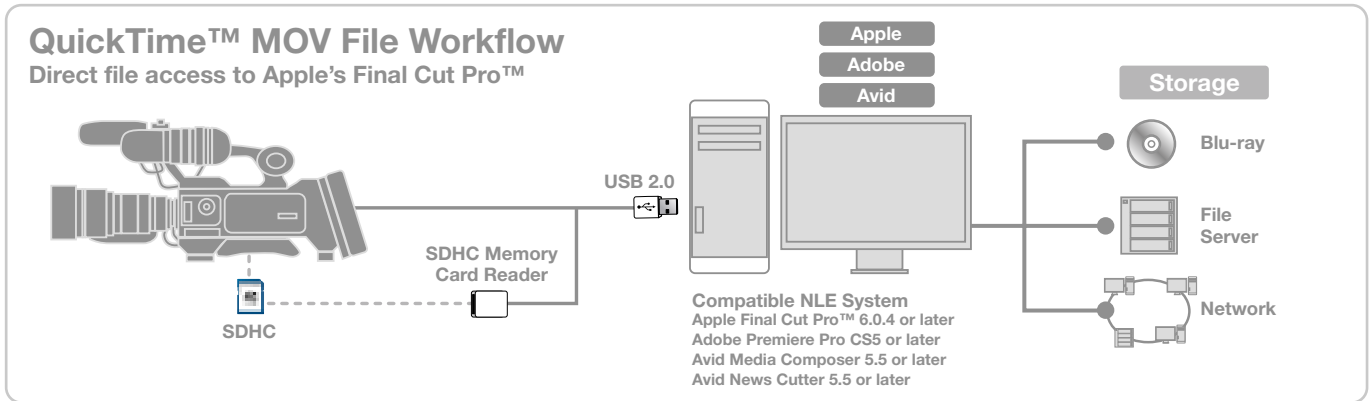 QuickTime™ MOV File Workflow
Direct file access to Apple's Final Cut Pro™
Apple
Adobe
Avid
Storage
USB 2.0
SDHC Memory
Card Reader
SDHC
Compatible NLE System
Apple Final Cut Pro™ 6.0.4 or later
Adobe Premiere Pro CS5 or later
Avid Media Composer 5.5 or later
Avid News Cutter 5.5 or later
Blu-ray
File
Server
Network